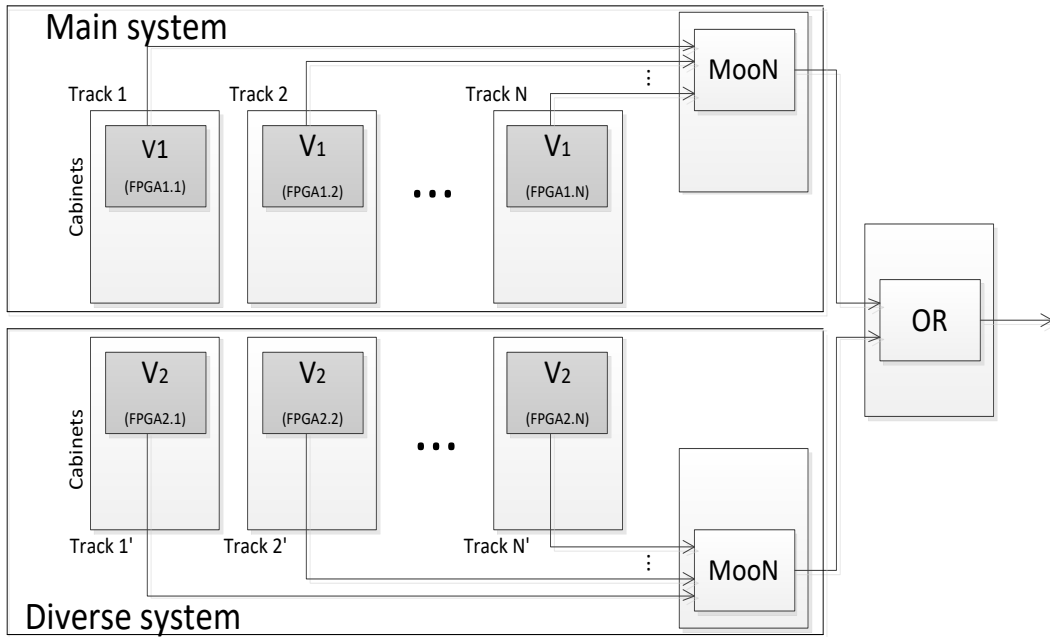 Main system
MooN
Track 1
Track 2
Track N
Cabinets
V1
(FPGA1.1)
V1
(FPGA1.2)
V1
(FPGA1.N)
...
OR
Cabinets
V2
(FPGA2.1)
V2
(FPGA2.2)
V2
(FPGA2.N)
...
Track 1'
Track 2'
Track N'
MooN
Diverse system